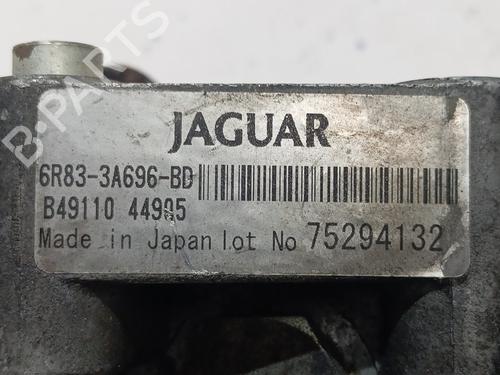 B-PARTS
JAGUAR
6R83-3A696-BD
B49110 44905
Made in Japan lot No 75294132